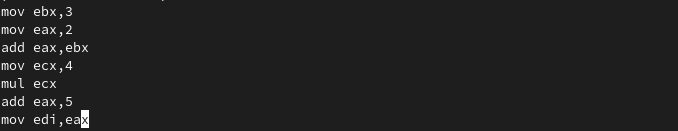 mov ebx,3
mov eax,2
add eax,ebx
mov ecx,4
mul ecx
add eax,5
mov edi,eax